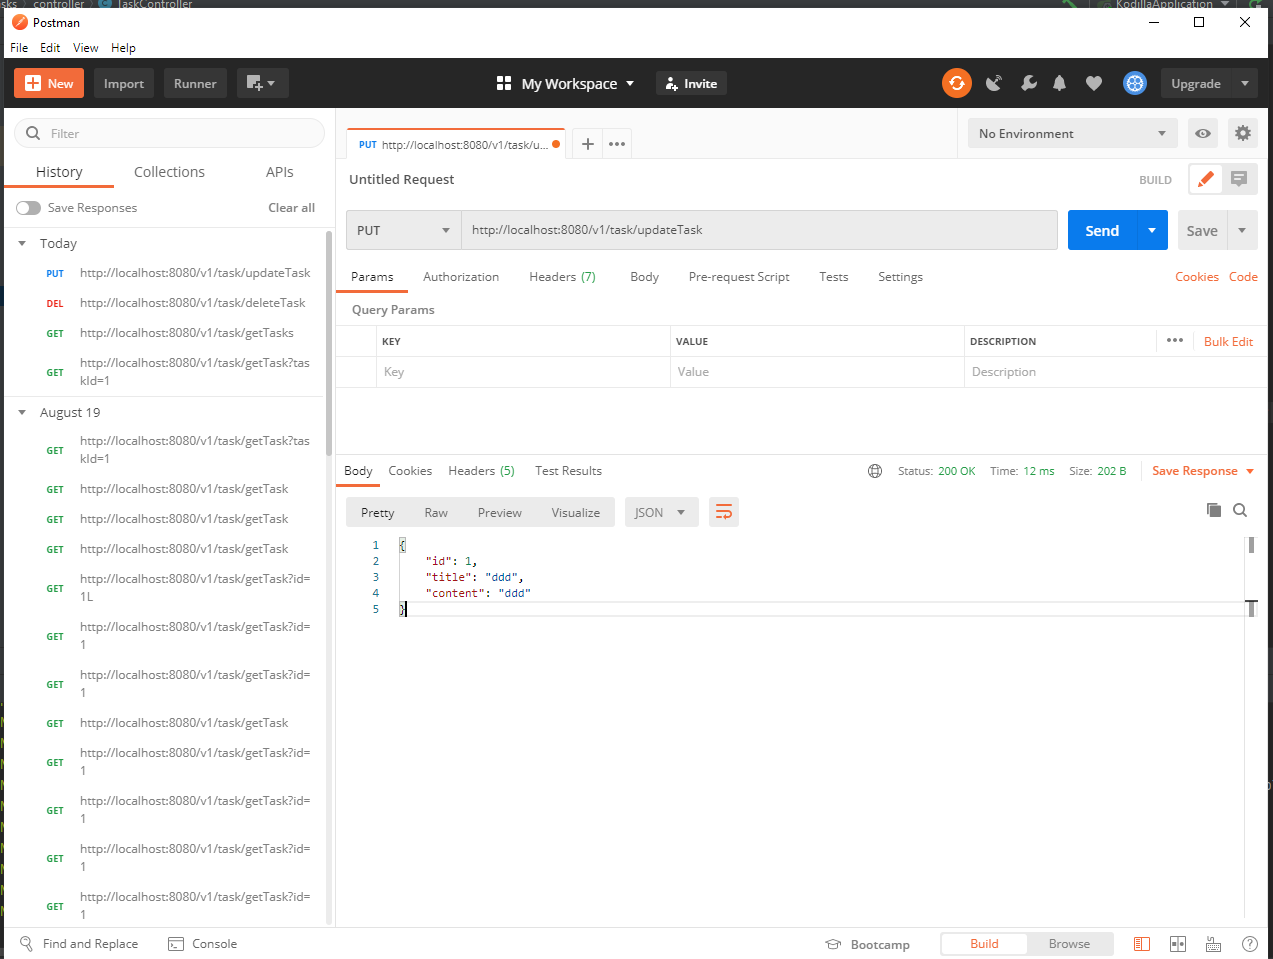 controller
TaskController
KodillaApplication
Postman
File Edit View Help
New Import Runner My Workspace Invite Upgrade
Filter
History Collections APIs
Save Responses Clear all
Today
PUT http://localhost:8080/v1/task/updateTask
DEL http://localhost:8080/v1/task/deleteTask
GET http://localhost:8080/v1/task/getTasks
GET http://localhost:8080/v1/task/getTask?tas
kId=1
August 19
GET http://localhost:8080/v1/task/getTask?tas
kId=1
GET http://localhost:8080/v1/task/getTask
GET http://localhost:8080/v1/task/getTask
GET http://localhost:8080/v1/task/getTask
GET http://localhost:8080/v1/task/getTask?id=
1L
GET http://localhost:8080/v1/task/getTask?id=
1
GET http://localhost:8080/v1/task/getTask?id=
1
GET http://localhost:8080/v1/task/getTask
GET http://localhost:8080/v1/task/getTask?id=
1
GET http://localhost:8080/v1/task/getTask?id=
1
GET http://localhost:8080/v1/task/getTask?id=
1
GET http://localhost:8080/v1/task/getTask?id=
1
PUT http://localhost:8080/v1/task/u...
No Environment
Untitled Request BUILD
PUT http://localhost:8080/v1/task/updateTask Send Save
Params Authorization Headers (7) Body Pre-request Script Tests Settings Cookies Code
Query Params
KEY VALUE DESCRIPTION Bulk Edit
Key Value Description
Body Cookies Headers (5) Test Results Status: 200 OK Time: 12 ms Size: 202 B Save Response
Pretty Raw Preview Visualize JSON
1 {
2 "id": 1,
3 "title": "ddd",
4 "content": "ddd"
5 }
Find and Replace Console Bootcamp Build Browse